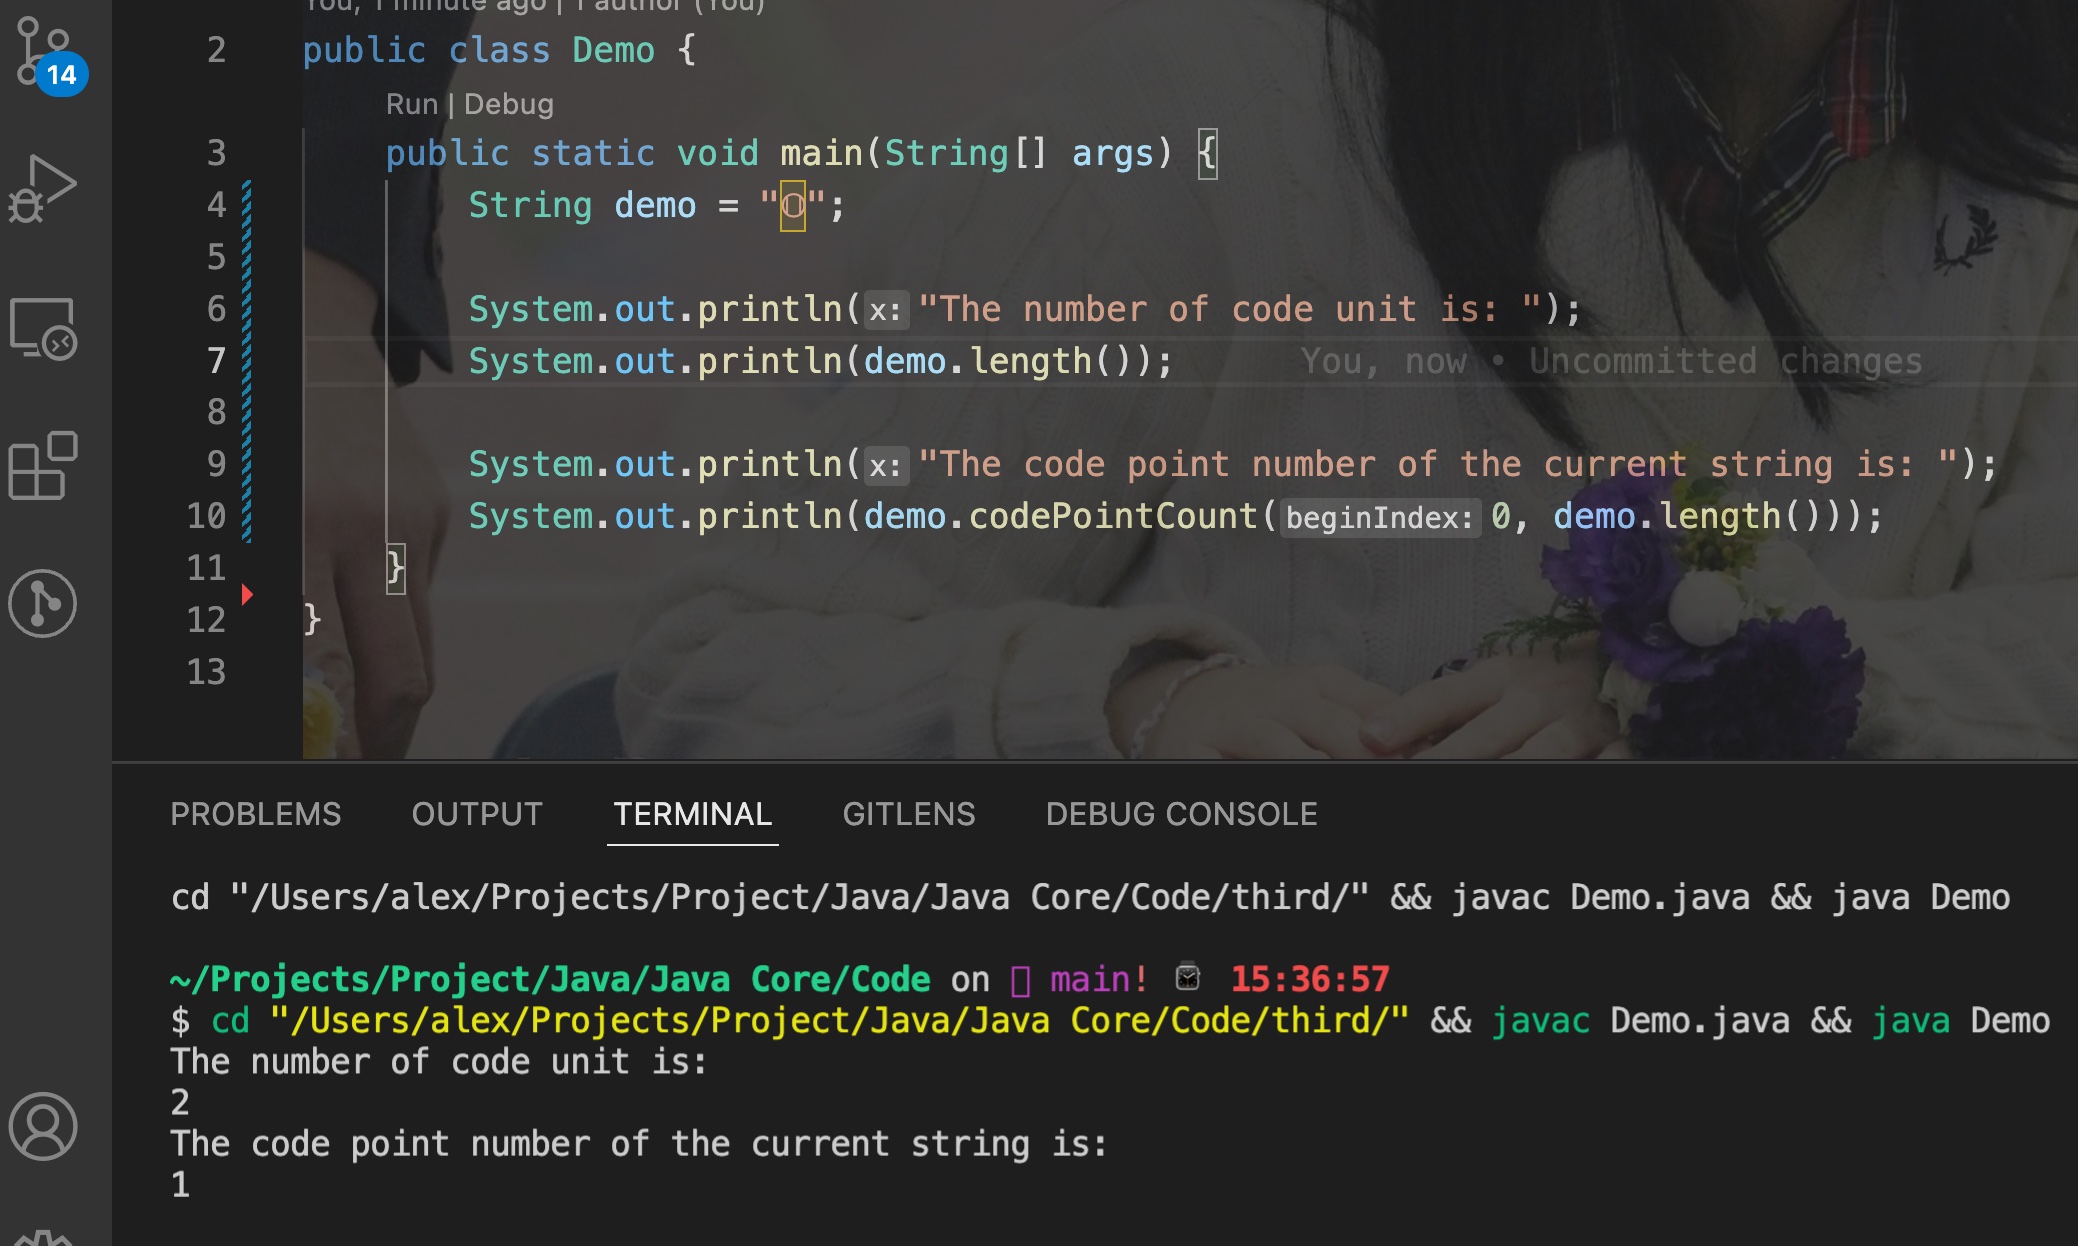 You, 1 minute ago | 1 author (You)
14
2 public class Demo {
Run | Debug
3 public static void main(String[] args) {
4 String demo = "𝕆";
5
6 System.out.println(x: "The number of code unit is: ");
7 System.out.println(demo.length()); You, now • Uncommitted changes
8
9 System.out.println(x: "The code point number of the current string is: ");
10 System.out.println(demo.codePointCount(beginIndex: 0, demo.length()));
11 }
12 }
13
PROBLEMS OUTPUT TERMINAL GITLENS DEBUG CONSOLE
cd "/Users/alex/Projects/Project/Java/Java Core/Code/third/" && javac Demo.java && java Demo
~/Projects/Project/Java/Java Core/Code on main! 15:36:57
$ cd "/Users/alex/Projects/Project/Java/Java Core/Code/third/" && javac Demo.java && java Demo
The number of code unit is:
2
The code point number of the current string is:
1